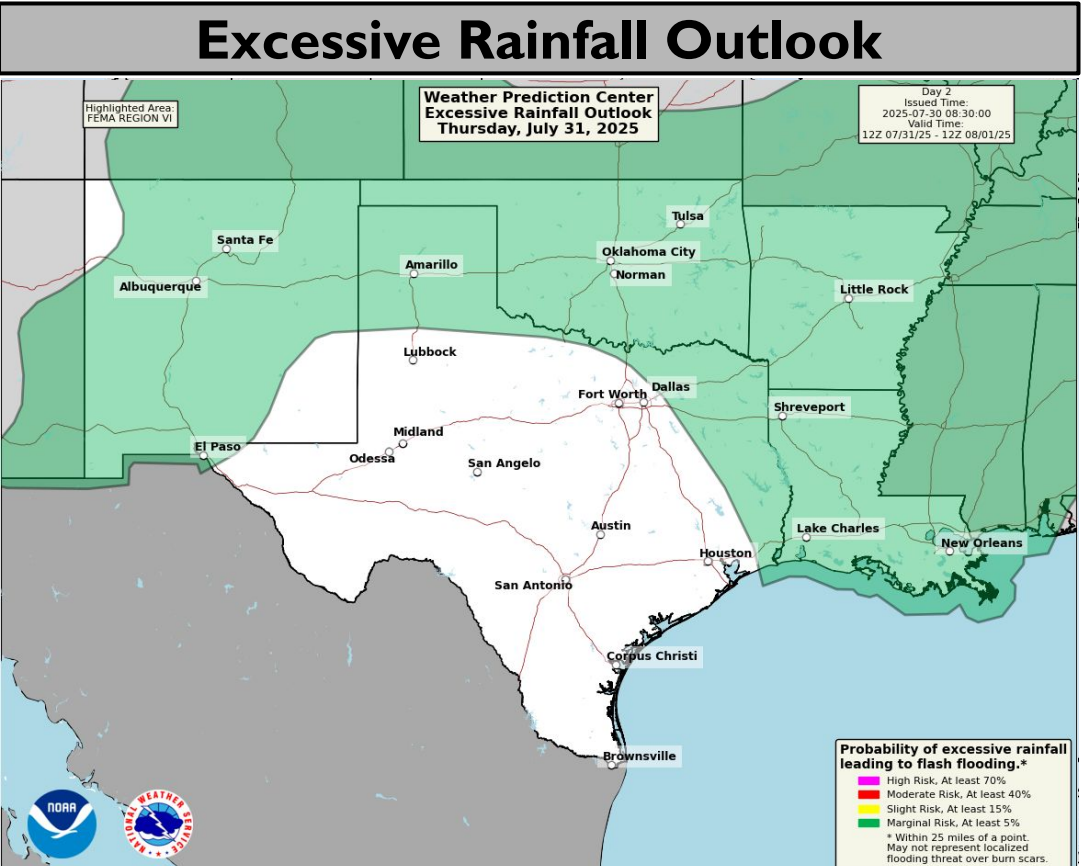 Excessive Rainfall Outlook
Highlighted Area:
FEMA REGION VI
Weather Prediction Center
Excessive Rainfall Outlook
Thursday, July 31, 2025
Day 2
Issued Time:
2025-07-30 08:30:00
Valid Time:
12Z 07/31/25 - 12Z 08/01/25
Tulsa
Santa Fe
Oklahoma City
Amarillo
Norman
Albuquerque
Little Rock
Lubbock
Dallas
Fort Worth
Shreveport
Midland
El Paso
Odessa
San Angelo
Austin
Lake Charles
New Orleans
Houston
San Antonio
Corpus Christi
Brownsville
Probability of excessive rainfall
leading to flash flooding.*
High Risk, At least 70%
Moderate Risk, At least 40%
Slight Risk, At least 15%
Marginal Risk, At least 5%
* Within 25 miles of a point.
May not represent localized
flooding threat over burn scars.
NOAA
NATIONAL WEATHER SERVICE